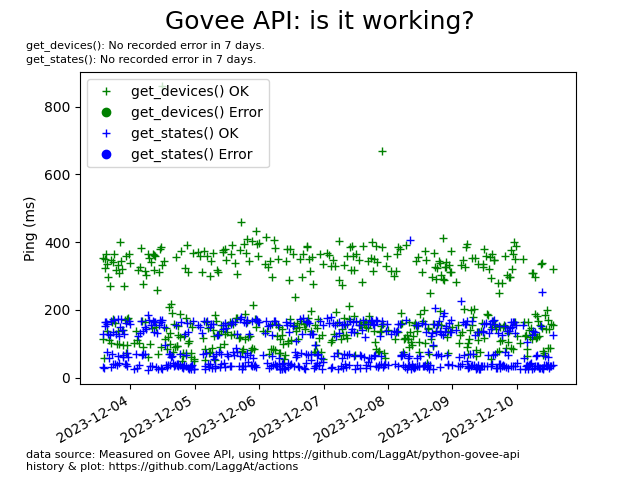 Govee API: is it working?
get_devices(): No recorded error in 7 days.
get_states(): No recorded error in 7 days.
get_devices() OK
get_devices() Error
get_states() OK
get_states() Error
Ping (ms)
800
600
400
200
0
2023-12-04
2023-12-05
2023-12-06
2023-12-07
2023-12-08
2023-12-09
2023-12-10
data source: Measured on Govee API, using https://github.com/LaggAt/python-govee-api
history & plot: https://github.com/LaggAt/actions